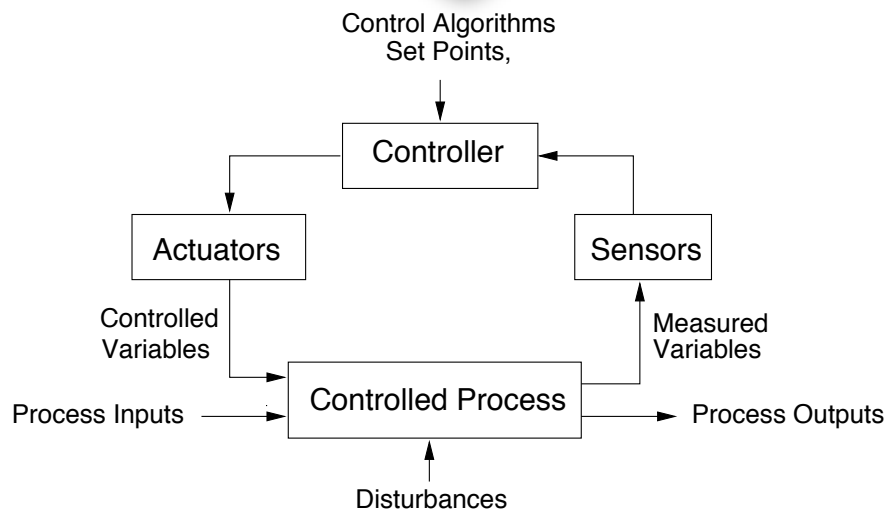 Control Algorithms
Set Points,
Controller
Actuators
Sensors
Controlled
Variables
Measured
Variables
Controlled Process
Process Inputs
Process Outputs
Disturbances